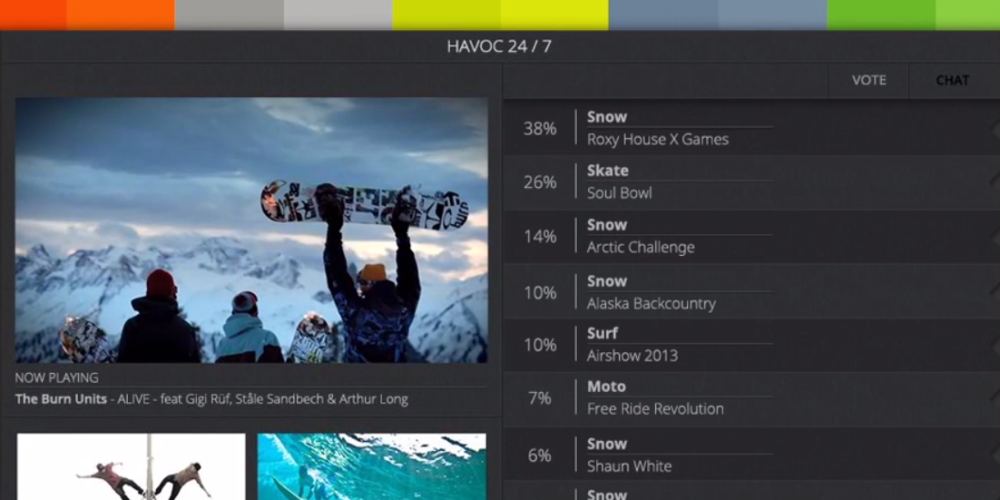 HAVOC 24 / 7
VOTE
CHAT
NOW PLAYING
The Burn Units - ALIVE - feat Gigi Rüf, Ståle Sandbech & Arthur Long
38%
Snow
Roxy House X Games
26%
Skate
Soul Bowl
14%
Snow
Arctic Challenge
10%
Snow
Alaska Backcountry
10%
Surf
Airshow 2013
7%
Moto
Free Ride Revolution
6%
Snow
Shaun White
Snow